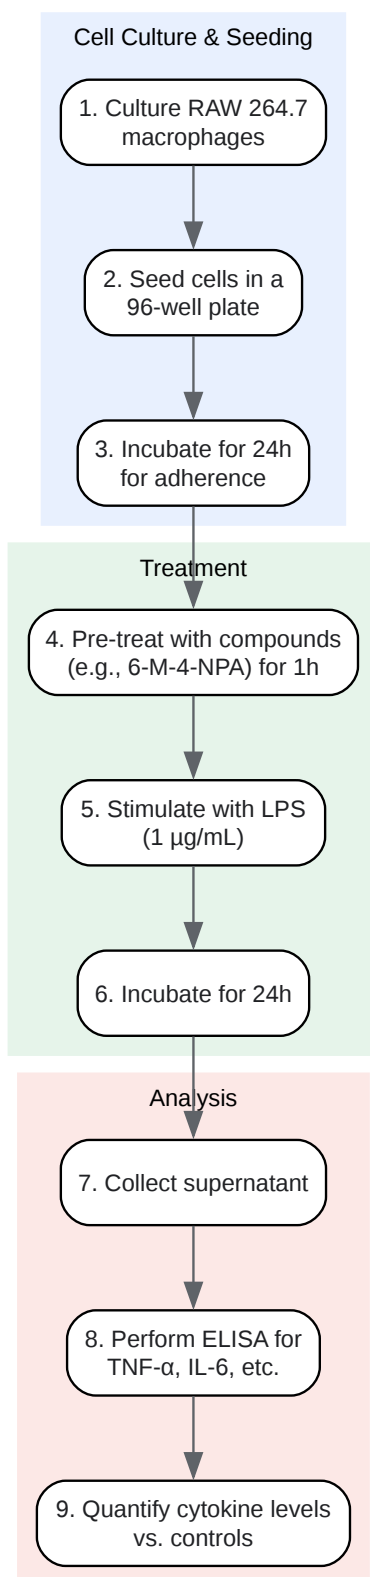 Cell Culture & Seeding
1. Culture RAW 264.7
macrophages
2. Seed cells in a
96-well plate
3. Incubate for 24h
for adherence
Treatment
4. Pre-treat with compounds
(e.g., 6-M-4-NPA) for 1h
5. Stimulate with LPS
(1 µg/mL)
6. Incubate for 24h
Analysis
7. Collect supernatant
8. Perform ELISA for
TNF-α, IL-6, etc.
9. Quantify cytokine levels
vs. controls